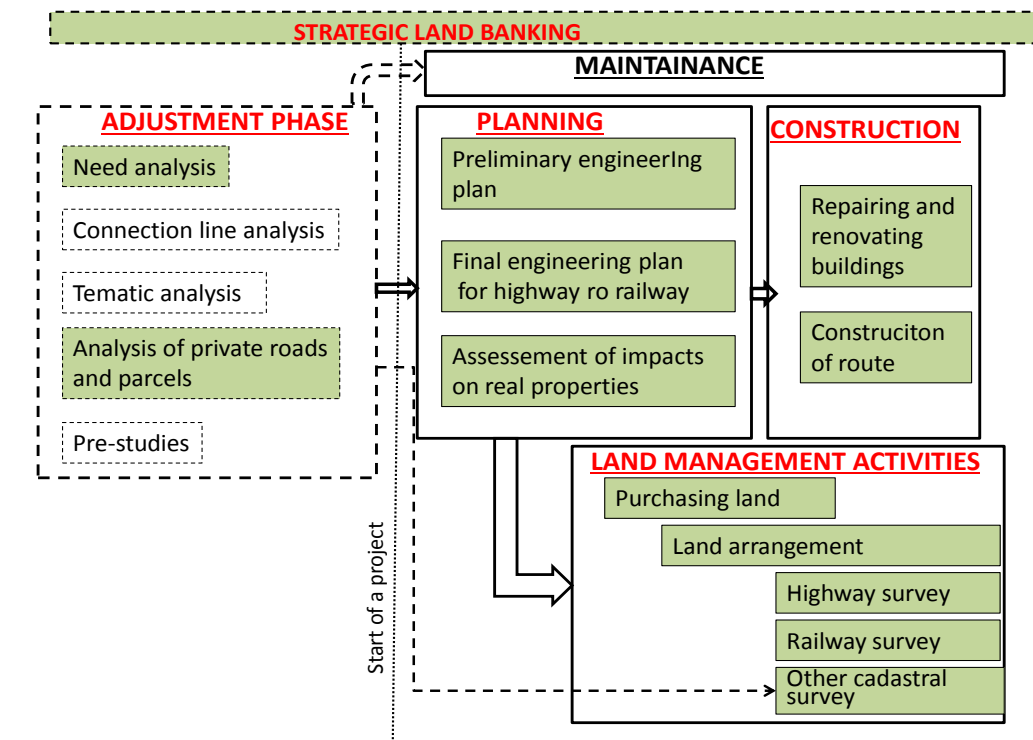 STRATEGIC LAND BANKING
MAINTAINANCE
ADJUSTMENT PHASE
Need analysis
Connection line analysis
Tematic analysis
Analysis of private roads
and parcels
Pre-studies
Start of a project
PLANNING
Preliminary engineerIng
plan
Final engineering plan
for highway ro railway
Assessement of impacts
on real properties
CONSTRUCTION
Repairing and
renovating
buildings
Construciton
of route
LAND MANAGEMENT ACTIVITIES
Purchasing land
Land arrangement
Highway survey
Railway survey
Other cadastral
survey